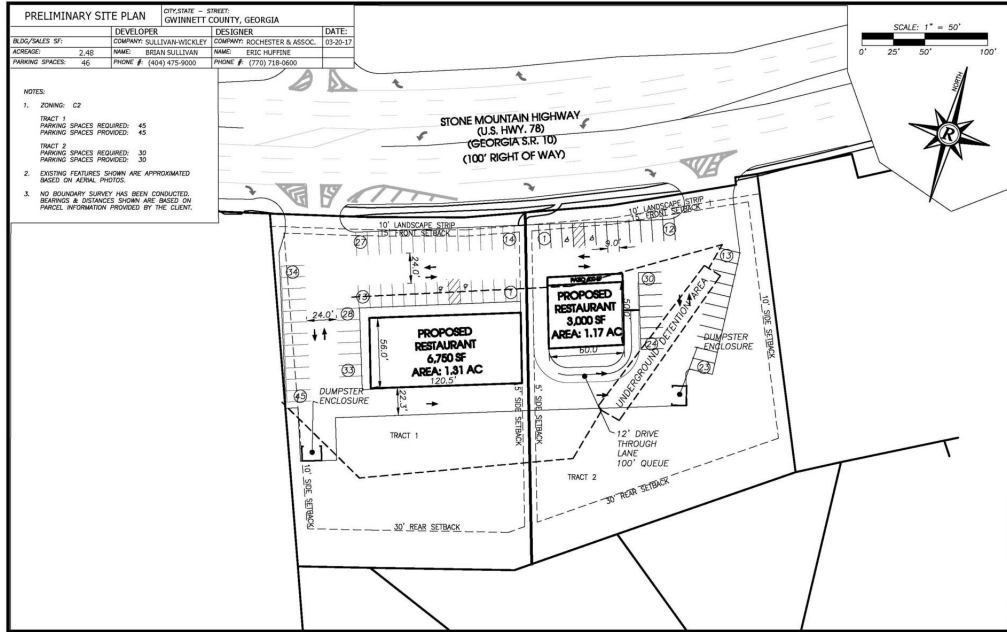 PRELIMINARY SITE PLAN
CITY,STATE - STREET:
GWINNETT COUNTY, GEORGIA
DEVELOPER
DESIGNER
DATE:
BLDG/SALES SF:
COMPANY: SULLIVAN-WICKLEY
COMPANY: ROCHESTER & ASSOC.
03-20-17
ACREAGE: 2.48
NAME: BRIAN SULLIVAN
NAME: ERIC HUFFINE
PARKING SPACES: 46
PHONE #: (404) 475-9000
PHONE #: (770) 718-0600
NOTES:
1. ZONING: C2
TRACT 1
PARKING SPACES REQUIRED: 45
PARKING SPACES PROVIDED: 45
TRACT 2
PARKING SPACES REQUIRED: 30
PARKING SPACES PROVIDED: 30
2. EXISTING FEATURES SHOWN ARE APPROXIMATED
BASED ON AERIAL PHOTOS.
3. NO BOUNDARY SURVEY HAS BEEN CONDUCTED.
BEARINGS & DISTANCES SHOWN ARE BASED ON
PARCEL INFORMATION PROVIDED BY THE CLIENT.
SCALE: 1" = 50'
0' 25' 50' 100'
NORTH
R
STONE MOUNTAIN HIGHWAY
(U.S. HWY. 78)
(GEORGIA S.R. 10)
(100' RIGHT OF WAY)
10' LANDSCAPE STRIP
15' FRONT SETBACK
10' LANDSCAPE STRIP
15' FRONT SETBACK
27
14
1
12
9.0'
13
34
24.0'
1
30
24.0'
28
PROPOSED
RESTAURANT
6,750 SF
AREA: 1.31 AC
120.5'
56.0'
33
PROPOSED
RESTAURANT
3,000 SF
AREA: 1.17 AC
60.0'
50.0'
24
UNDERGROUND DETENTION AREA
10' SIDE SETBACK
DUMPSTER
ENCLOSURE
23
45
DUMPSTER
ENCLOSURE
22.3'
5' SIDE SETBACK
5' SIDE SETBACK
TRACT 1
12' DRIVE
THROUGH
LANE
100' QUEUE
TRACT 2
10' SIDE SETBACK
30' REAR SETBACK
30' REAR SETBACK